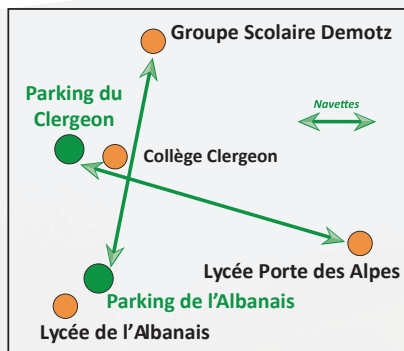 Groupe Scolaire Demotz
Parking du
Clergeon
Navettes
Collège Clergeon
Lycée Porte des Alpes
Parking de l'Albanais
Lycée de l'Albanais